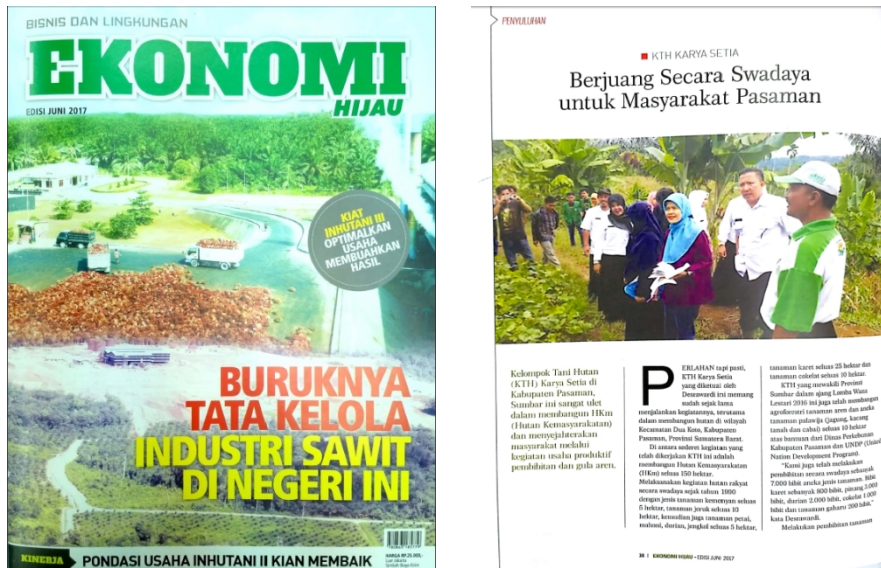 BISNIS DAN LINGKUNGAN
EKONOMI
HIJAU
EDISI JUNI 2017
KIAT
INHUTANI III
OPTIMALKAN
USAHA
MEMBUAHKAN
HASIL
BURUKNYA
TATA KELOLA
INDUSTRI SAWIT
DI NEGERI INI
HARGA RP.25.000,-
KINERJA
PONDASI USAHA INHUTANI II KIAN MEMBAIK
PENYULUHAN
KTH KARYA SETIA
Berjuang Secara Swadaya
untuk Masyarakat Pasaman
Kelompok Tani Hutan
(KTH) Karya Setia di
Kabupaten Pasaman,
Sumbar ini sangat ulet
dalam membangun HKm
(Hutan Kemasyarakatan)
dan menyejahterakan
masyarakat melalui
kegiatan usaha produktif
pembibitan dan gula aren.
PERLAHAN tapi pasti,
KTH Karya Setia
yang diketuai oleh
Desawardi ini memang
sudah sejak lama
menjalankan kegiatannya, terutama
dalam membangun hutan di wilayah
Kecamatan Dua Kota, Kabupaten
Pasaman, Provinsi Sumatera Barat.
Di antara sederet kegiatan yang
telah dikerjakan KTH ini adalah
membangun Hutan Kemasyarakatan
(HKm) seluas 150 hektar.
Melaksanakan kegiatan hutan rakyat
secara swadaya sejak tahun 1990
dengan jenis tanaman kemenyan seluas
5 hektar, tanaman jeruk seluas 10
hektar, kemudian juga tanaman petai,
mahoni, durian, jengkol seluas 5 hektar,
tanaman karet seluas 25 hektar dan
tanaman cokelat seluas 10 hektar.
KTH yang mewakili Provinsi
Sumbar dalam ajang Lomba Wana
Lestari 2016 ini juga telah membangun
agroforestri tanaman aren dan aneka
tanaman palawija (jagung, kacang
tanah dan cabai) seluas 10 hektar
atas bantuan dari Dinas Perkebunan
Kabupaten Pasaman dan UNDP (United
Nation Development Program).
"Kami juga telah melakukan
pembibitan secara swadaya sebanyak
7.000 bibit aneka jenis tanaman. Bibit
karet sebanyak 800 bibit, pinang 3.000
bibit, durian 2.000 bibit, cokelat 1.000
bibit dan tanaman gaharu 200 bibit,"
kata Desawardi.
Melakukan pembibitan tanaman
38 | EKONOMI HIJAU • EDISI JUNI 2017